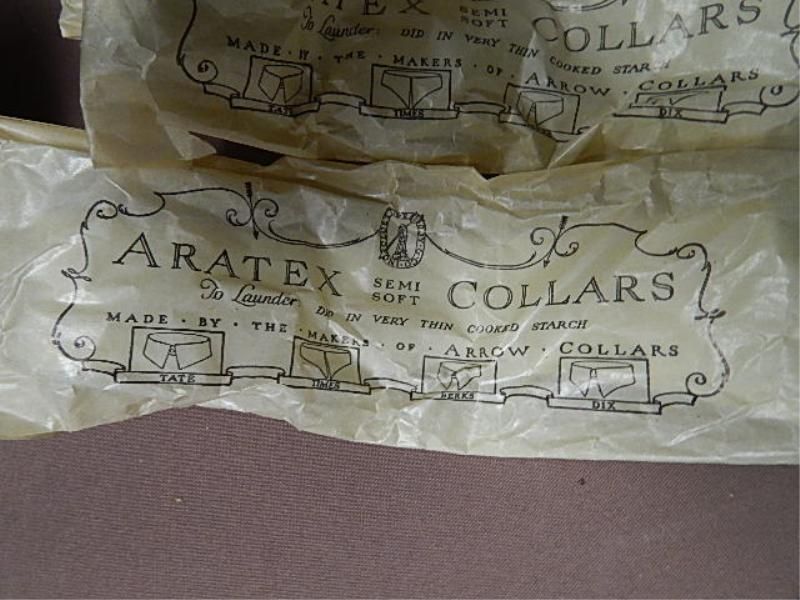 TEX SEMI SOFT COLLARS
To Launder: DID IN VERY THIN COOKED STARCH
MADE THE MAKERS OF ARROW COLLARS
TATE TIMES DIX
ARATEX SEMI SOFT COLLARS
To Launder DID IN VERY THIN COOKED STARCH
MADE · BY · THE · MAKERS · OF · ARROW · COLLARS
TATE TIMES BERKS DIX